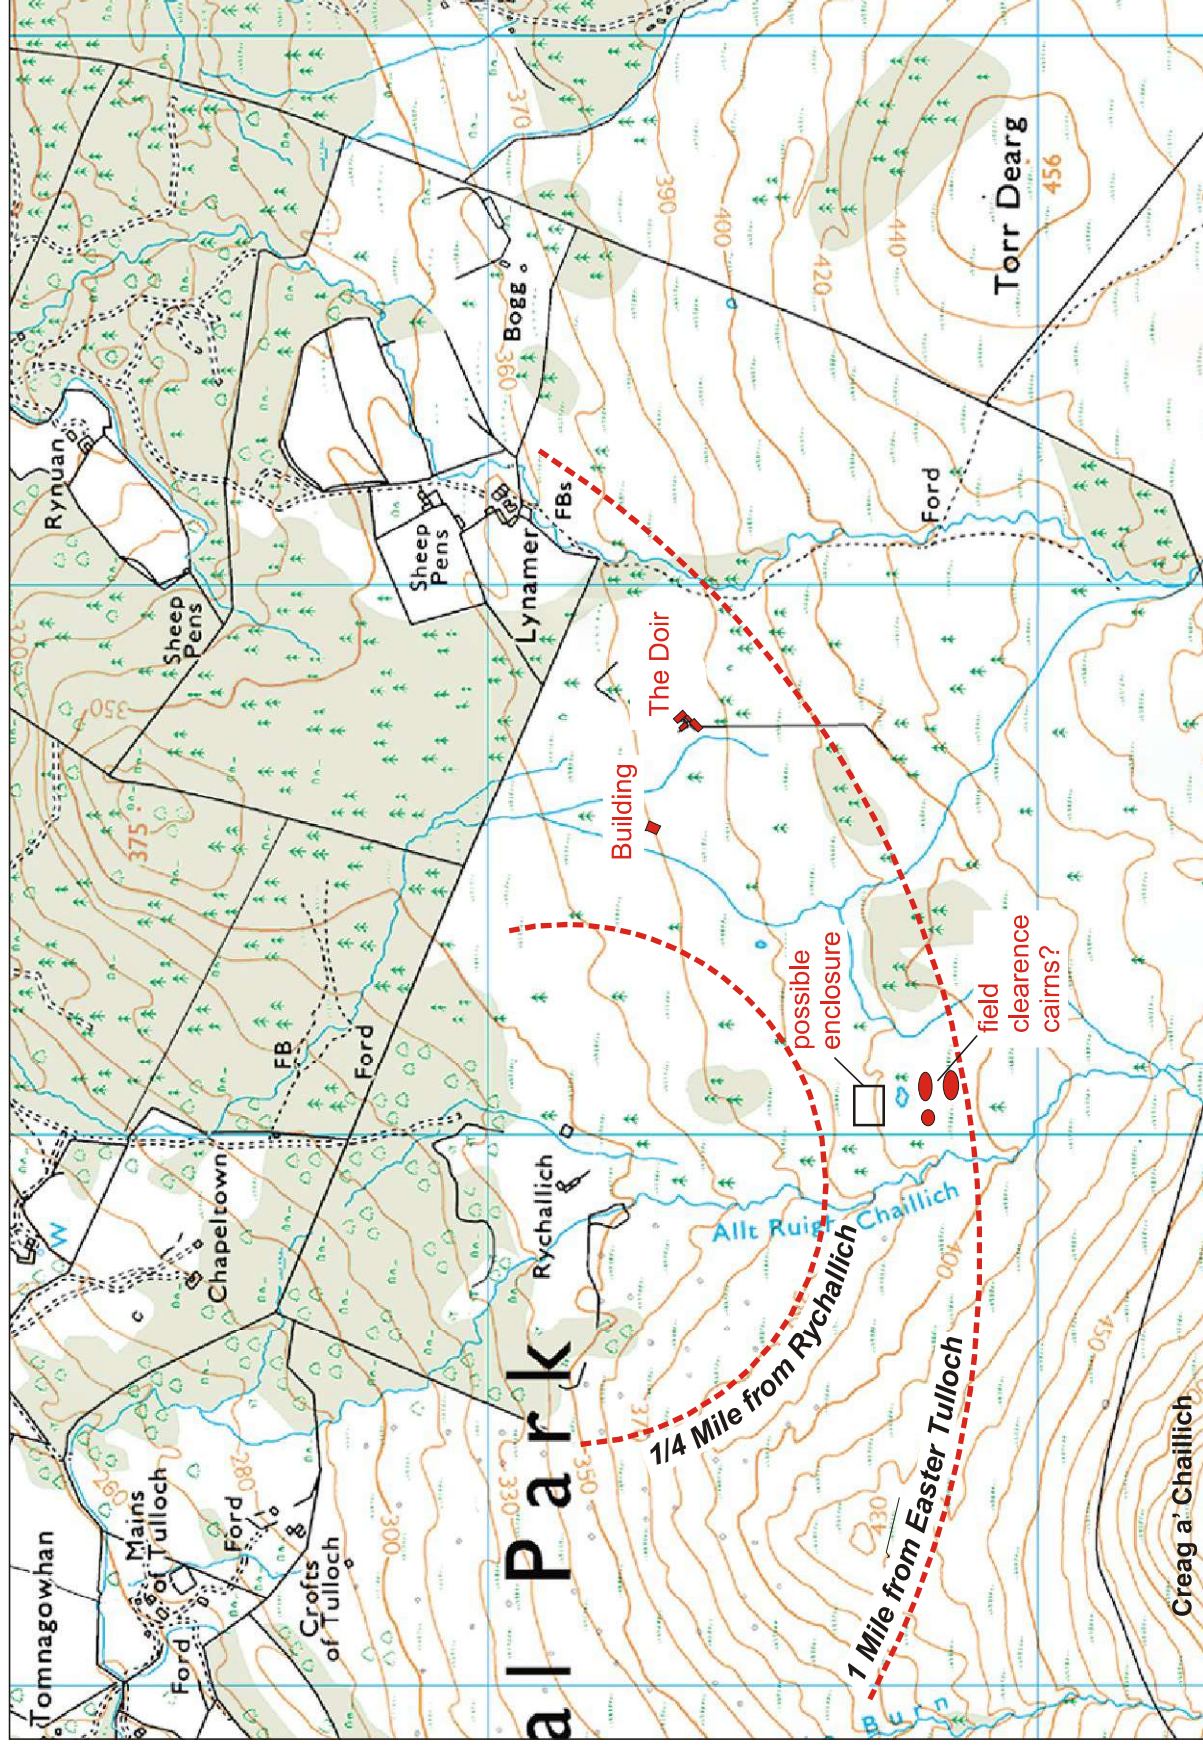 Tomnagowhan
Mains
of Tulloch
Ford
Ford
260
280
Crofts
of Tulloch
300
W
Chapeltown
c
FB
Ford
375
350
370
Rynuan
Sheep
Pens
Sheep
Pens
Lynamer
FBs
Bogg
360
370
390
400
420
440
Torr Dearg
456
Ford
The Doir
Building
possible
enclosure
field
clearence
cairns?
Rychallich
al Park
330
350
37
Allt Ruigh Chaillich
1/4 Mile from Rychallich
1 Mile from Easter Tulloch
400
430
450
Burn
Creag a' Chaillich